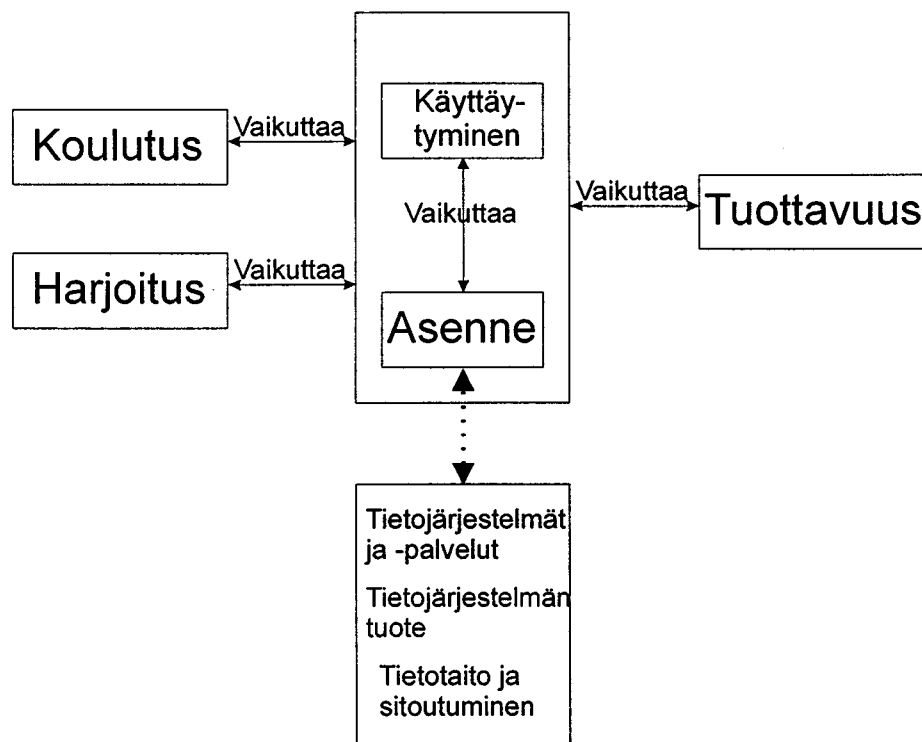 Käyttäy-
tyminen
Koulutus
Vaikuttaa
Vaikuttaa
Vaikuttaa
Tuottavuus
Harjoitus
Vaikuttaa
Asenne
Tietojärjestelmät
ja -palvelut
Tietojärjestelmän
tuote
Tietotaito ja
sitoutuminen